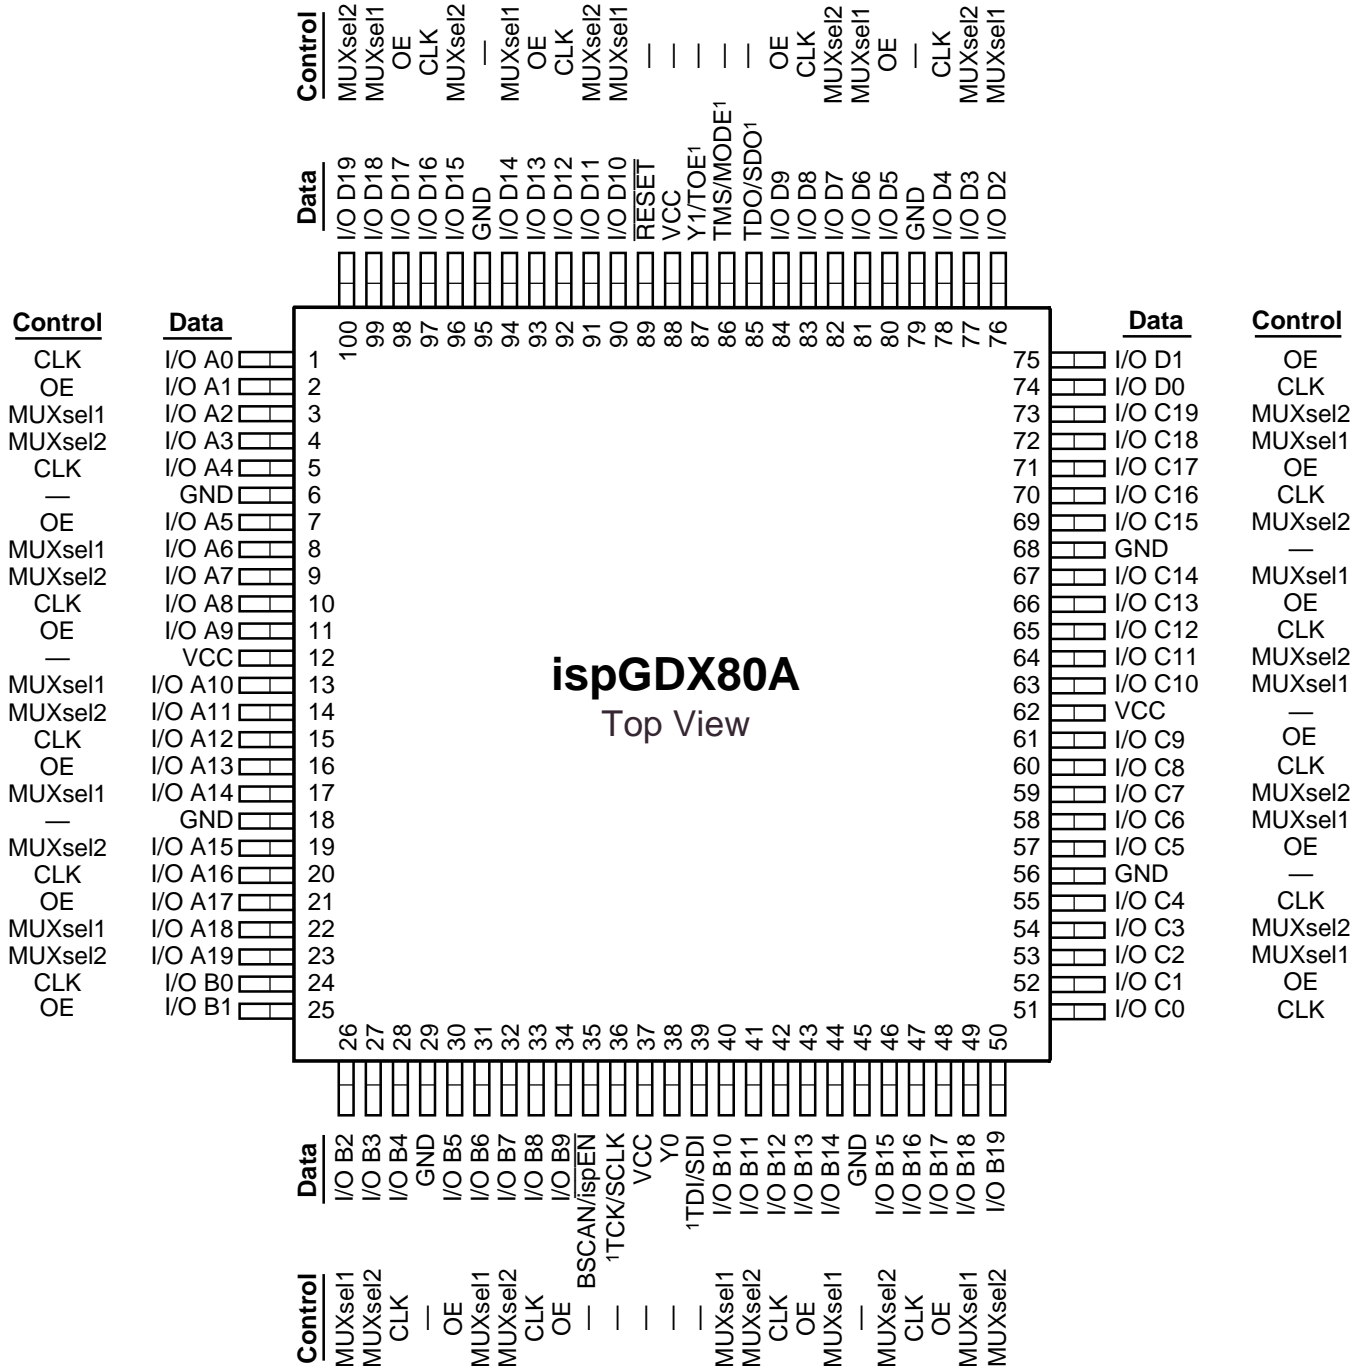 Control MUXsel2 MUXsel1 OE CLK MUXsel2 — MUXsel1 OE CLK MUXsel2 MUXsel1 — — — — — OE CLK MUXsel2 MUXsel1 OE — CLK MUXsel2 MUXsel1
Data I/O D19 I/O D18 I/O D17 I/O D16 I/O D15 GND I/O D14 I/O D13 I/O D12 I/O D11 I/O D10 RESET VCC Y1/TOE¹ TMS/MODE¹ TDO/SDO¹ I/O D9 I/O D8 I/O D7 I/O D6 I/O D5 GND I/O D4 I/O D3 I/O D2
100 99 98 97 96 95 94 93 92 91 90 89 88 87 86 85 84 83 82 81 80 79 78 77 76
Control Data Data Control
CLK I/O A0 1 75 I/O D1 OE
OE I/O A1 2 74 I/O D0 CLK
MUXsel1 I/O A2 3 73 I/O C19 MUXsel2
MUXsel2 I/O A3 4 72 I/O C18 MUXsel1
CLK I/O A4 5 71 I/O C17 OE
— GND 6 70 I/O C16 CLK
OE I/O A5 7 69 I/O C15 MUXsel2
MUXsel1 I/O A6 8 68 GND —
MUXsel2 I/O A7 9 67 I/O C14 MUXsel1
CLK I/O A8 10 66 I/O C13 OE
OE I/O A9 11 65 I/O C12 CLK
— VCC 12 64 I/O C11 MUXsel2
MUXsel1 I/O A10 13 63 I/O C10 MUXsel1
MUXsel2 I/O A11 14 62 VCC —
CLK I/O A12 15 61 I/O C9 OE
OE I/O A13 16 60 I/O C8 CLK
MUXsel1 I/O A14 17 59 I/O C7 MUXsel2
— GND 18 58 I/O C6 MUXsel1
MUXsel2 I/O A15 19 57 I/O C5 OE
CLK I/O A16 20 56 GND —
OE I/O A17 21 55 I/O C4 CLK
MUXsel1 I/O A18 22 54 I/O C3 MUXsel2
MUXsel2 I/O A19 23 53 I/O C2 MUXsel1
CLK I/O B0 24 52 I/O C1 OE
OE I/O B1 25 51 I/O C0 CLK
ispGDX80A
Top View
26 27 28 29 30 31 32 33 34 35 36 37 38 39 40 41 42 43 44 45 46 47 48 49 50
Data I/O B2 I/O B3 I/O B4 GND I/O B5 I/O B6 I/O B7 I/O B8 I/O B9 BSCAN/ispEN ¹TCK/SCLK VCC Y0 ¹TDI/SDI I/O B10 I/O B11 I/O B12 I/O B13 I/O B14 GND I/O B15 I/O B16 I/O B17 I/O B18 I/O B19
Control MUXsel1 MUXsel2 CLK — OE MUXsel1 MUXsel2 CLK OE — — — — — MUXsel1 MUXsel2 CLK OE MUXsel1 — MUXsel2 CLK OE MUXsel1 MUXsel2